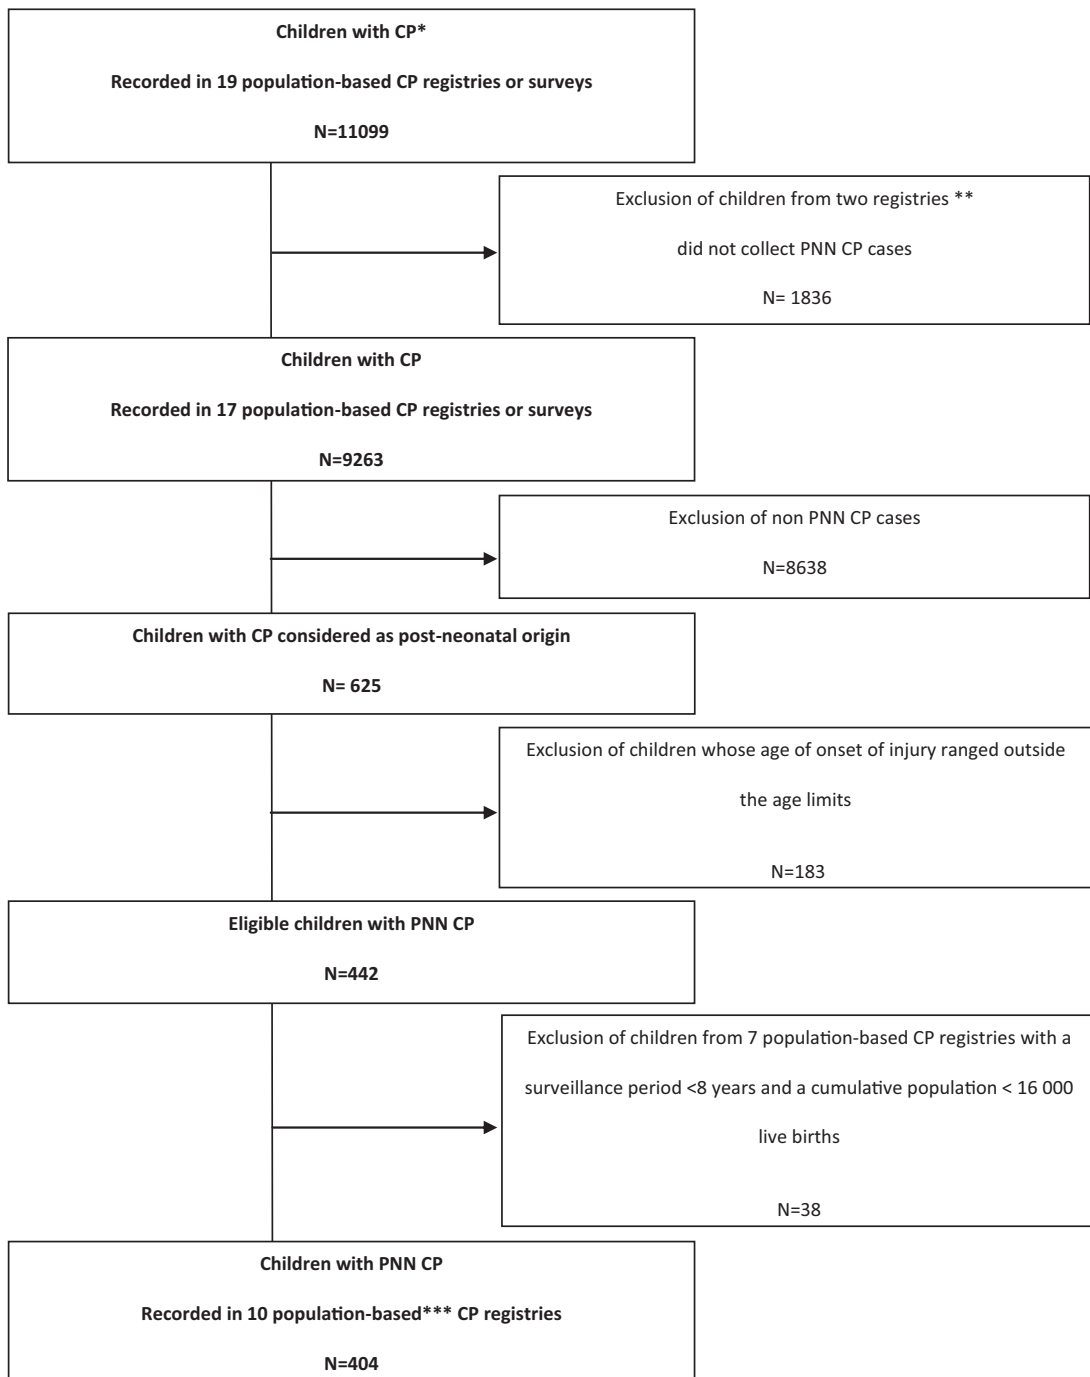 Children with CP*
Recorded in 19 population-based CP registries or surveys
N=11099
Exclusion of children from two registries **
did not collect PNN CP cases
N= 1836
Children with CP
Recorded in 17 population-based CP registries or surveys
N=9263
Exclusion of non PNN CP cases
N=8638
Children with CP considered as post-neonatal origin
N= 625
Exclusion of children whose age of onset of injury ranged outside
the age limits
N=183
Eligible children with PNN CP
N=442
Exclusion of children from 7 population-based CP registries with a
surveillance period <8 years and a cumulative population < 16 000
live births
N=38
Children with PNN CP
Recorded in 10 population-based*** CP registries
N=404